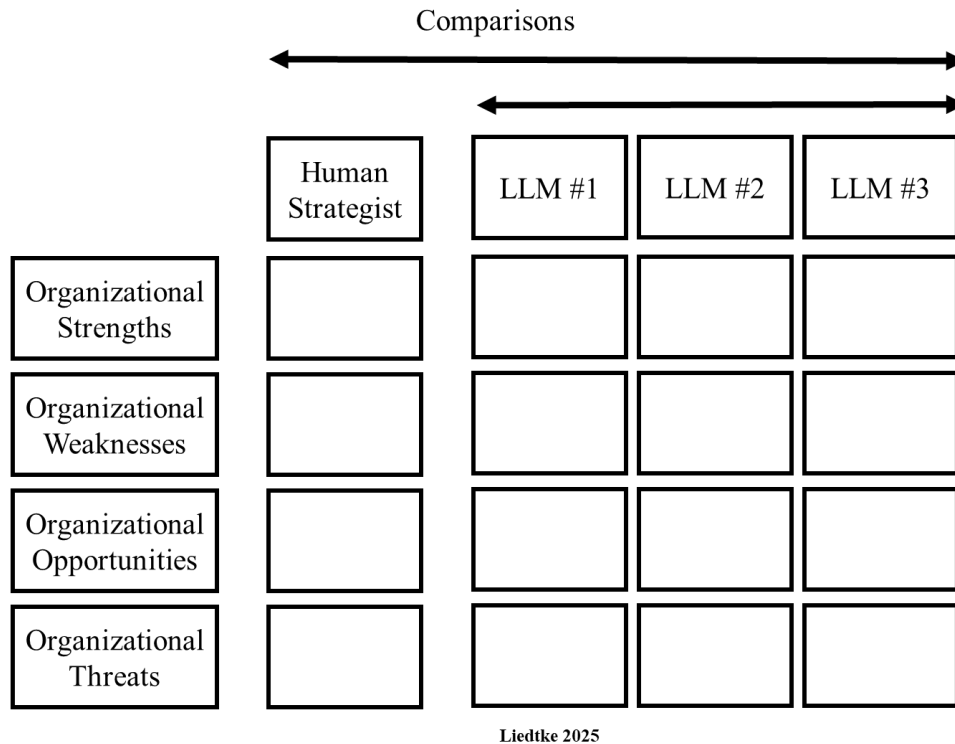 Comparisons
Human
Strategist
LLM #1
LLM #2
LLM #3
Organizational
Strengths
Organizational
Weaknesses
Organizational
Opportunities
Organizational
Threats
Liedtke 2025